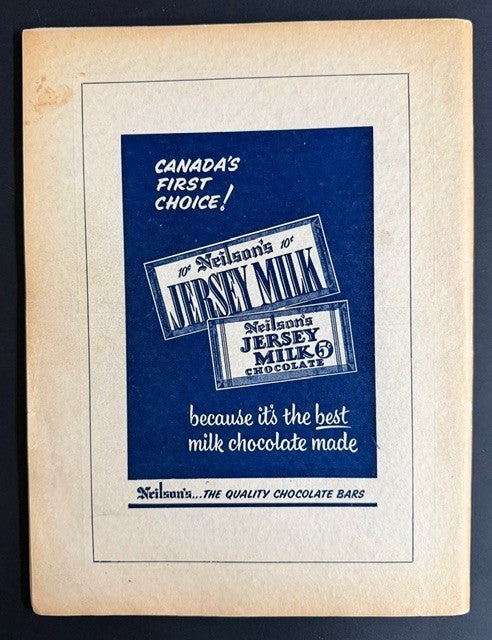 CANADA'S
FIRST
CHOICE!
10¢ Neilson's 10¢
JERSEY MILK
Neilson's
JERSEY
MILK 5¢
CHOCOLATE
because it's the best
milk chocolate made
Neilson's...THE QUALITY CHOCOLATE BARS